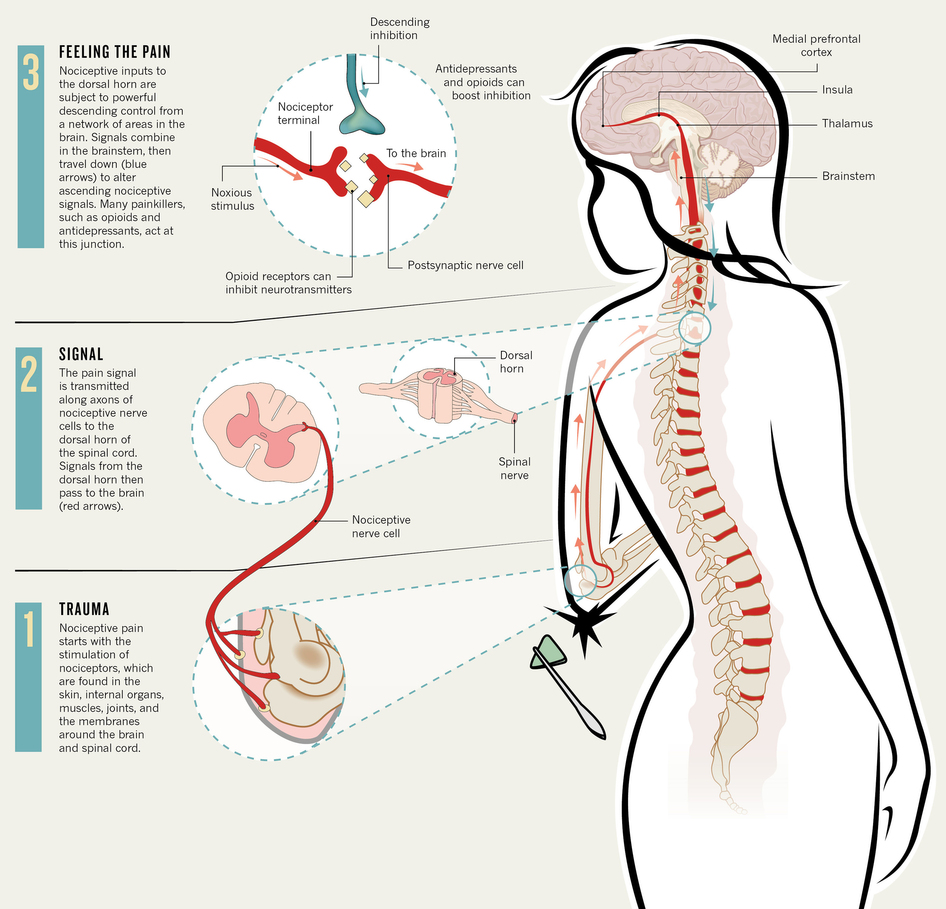 3
FEELING THE PAIN
Nociceptive inputs to
the dorsal horn are
subject to powerful
descending control from
a network of areas in the
brain. Signals combine
in the brainstem, then
travel down (blue
arrows) to alter
ascending nociceptive
signals. Many painkillers,
such as opioids and
antidepressants, act at
this junction.
Descending
inhibition
Antidepressants
and opioids can
boost inhibition
Nociceptor
terminal
To the brain
Noxious
stimulus
Opioid receptors can
inhibit neurotransmitters
Postsynaptic nerve cell
Medial prefrontal
cortex
Insula
Thalamus
Brainstem
2
SIGNAL
The pain signal
is transmitted
along axons of
nociceptive nerve
cells to the
dorsal horn of
the spinal cord.
Signals from the
dorsal horn then
pass to the brain
(red arrows).
Dorsal
horn
Spinal
nerve
Nociceptive
nerve cell
1
TRAUMA
Nociceptive pain
starts with the
stimulation of
nociceptors, which
are found in the
skin, internal organs,
muscles, joints, and
the membranes
around the brain
and spinal cord.